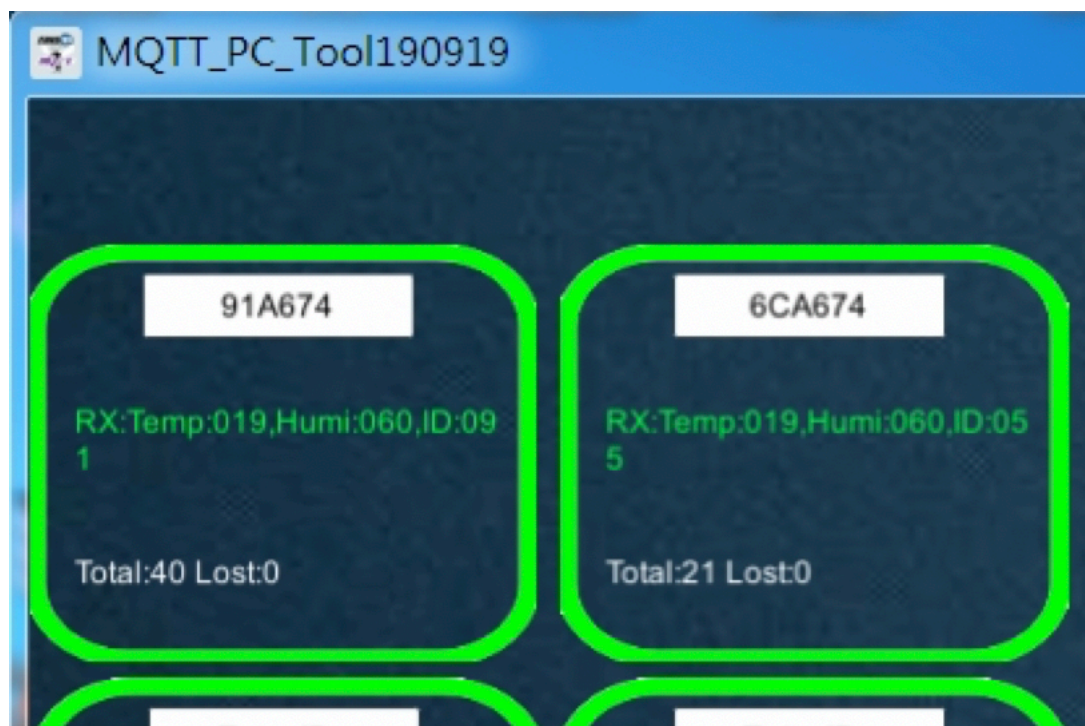 MQTT_PC_Tool190919
91A674
6CA674
RX:Temp:019,Humi:060,ID:09
1
RX:Temp:019,Humi:060,ID:05
5
Total:40 Lost:0
Total:21 Lost:0